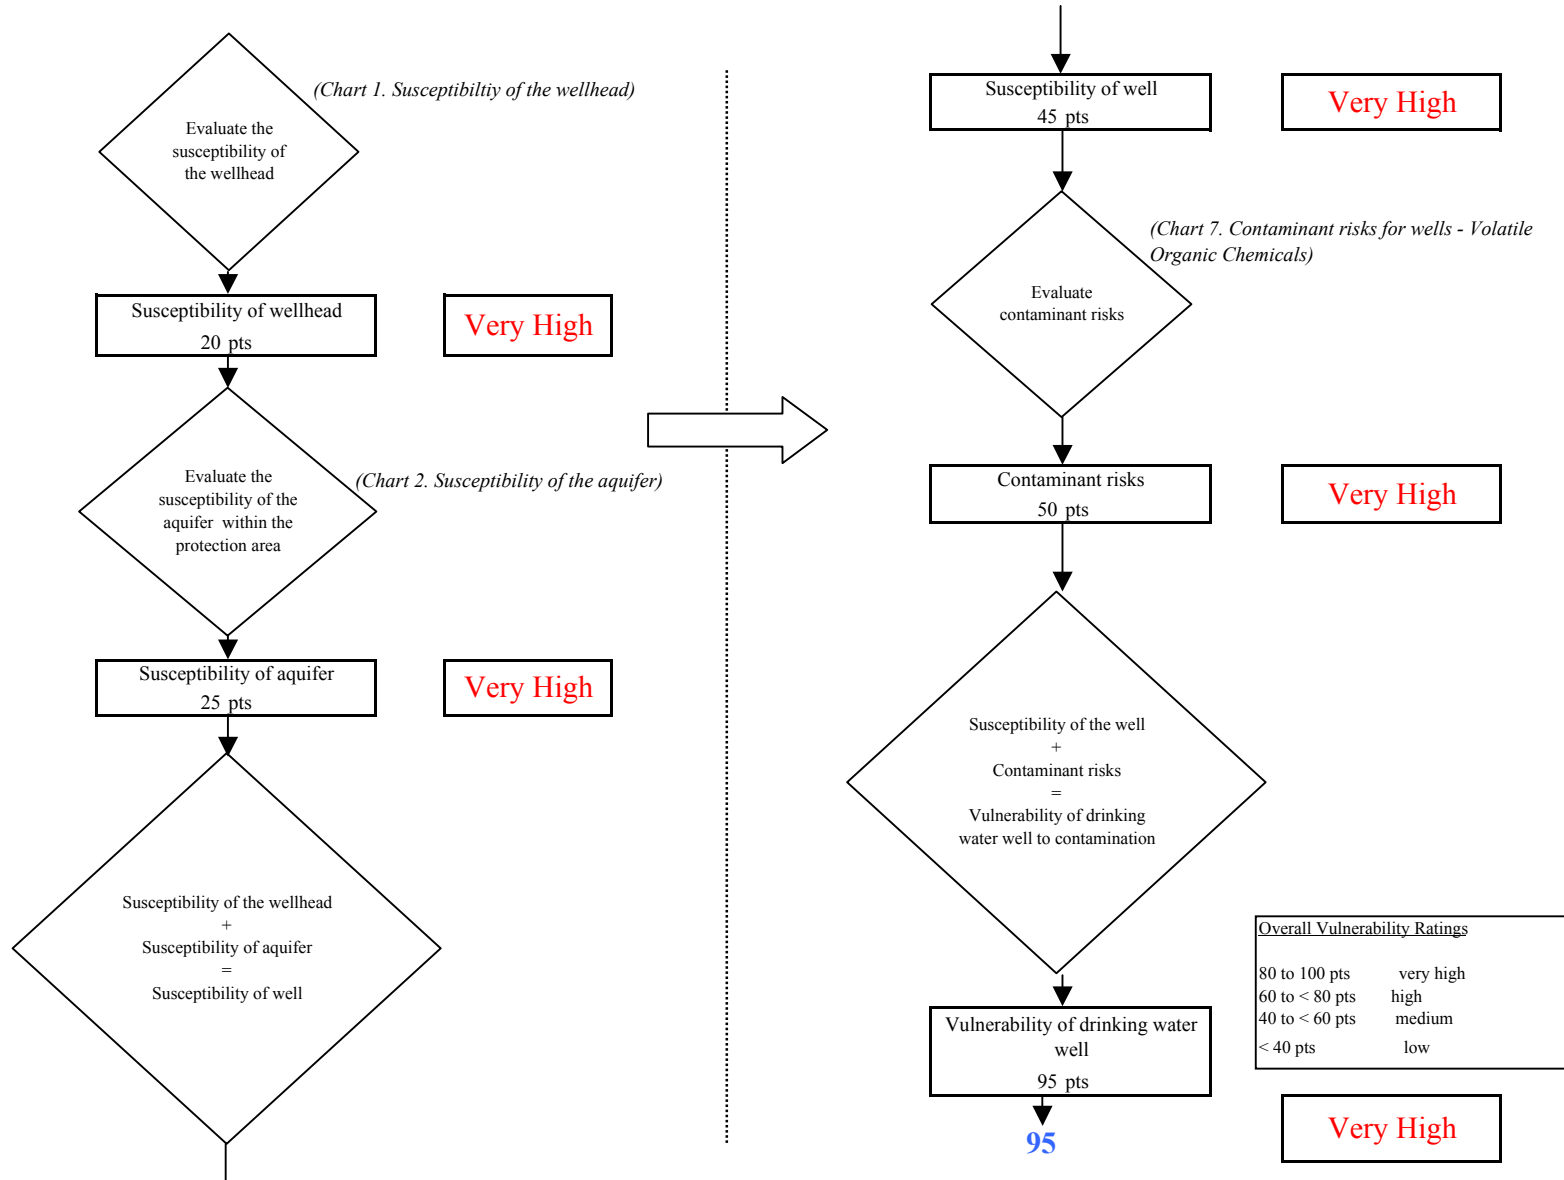 (Chart 1. Susceptibiltiy of the wellhead)
Evaluate the
susceptibility of
the wellhead
Susceptibility of wellhead
20 pts
Very High
(Chart 2. Susceptibility of the aquifer)
Evaluate the
susceptibility of the
aquifer within the
protection area
Susceptibility of aquifer
25 pts
Very High
Susceptibility of the wellhead
+
Susceptibility of aquifer
=
Susceptibility of well
Susceptibility of well
45 pts
Very High
(Chart 7. Contaminant risks for wells - Volatile
Organic Chemicals)
Evaluate
contaminant risks
Contaminant risks
50 pts
Very High
Susceptibility of the well
+
Contaminant risks
=
Vulnerability of drinking
water well to contamination
Overall Vulnerability Ratings
80 to 100 pts very high
60 to < 80 pts high
40 to < 60 pts medium
< 40 pts low
Vulnerability of drinking water
well
95 pts
Very High
95